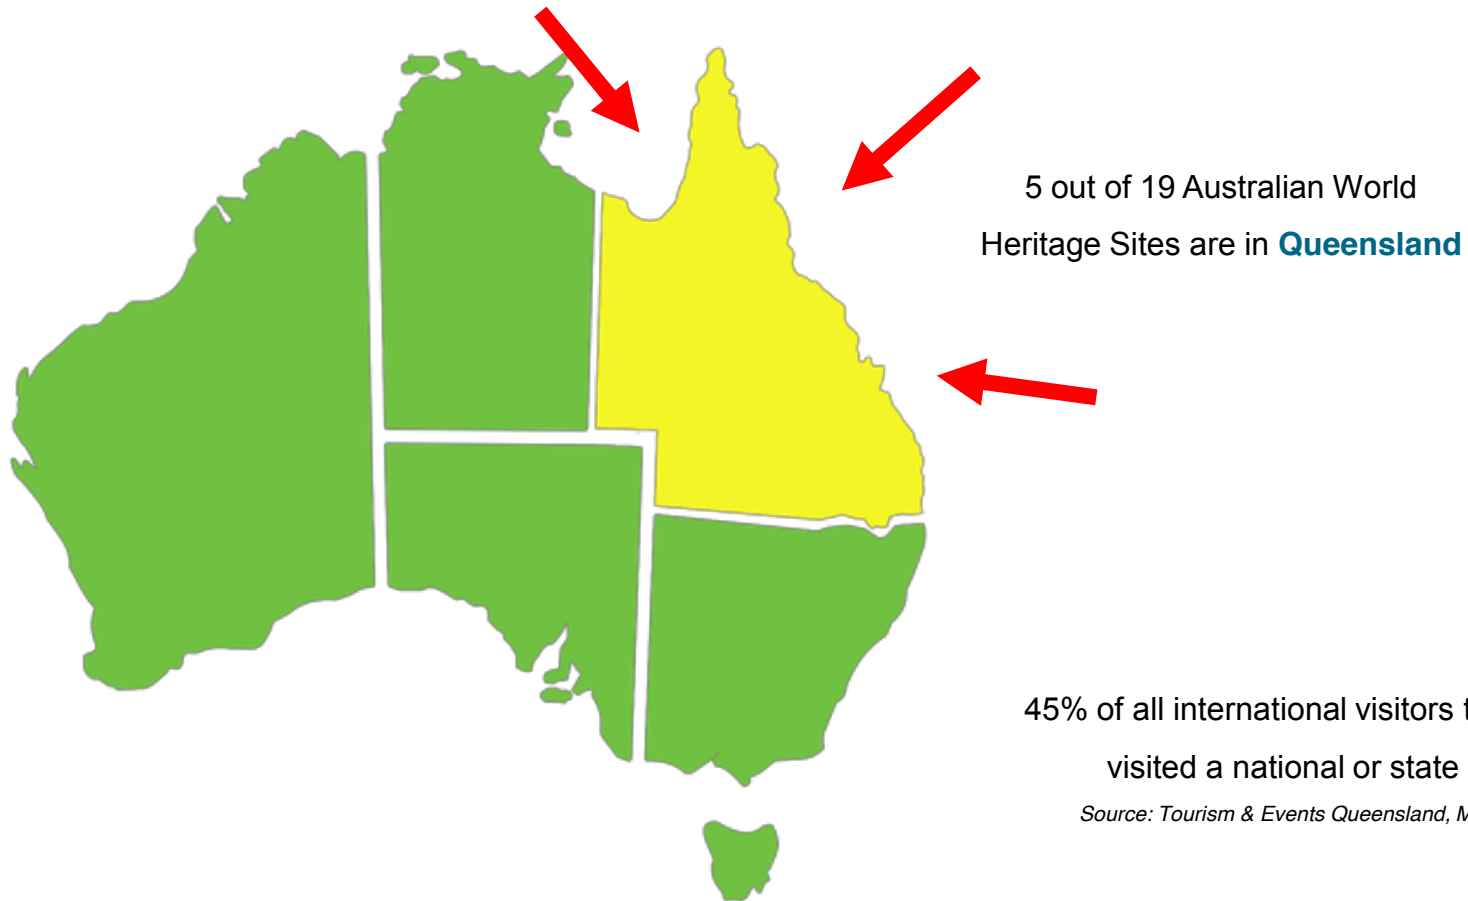 5 out of 19 Australian World
Heritage Sites are in Queensland
45% of all international visitors
visited a national or state
Source: Tourism & Events Queensland,